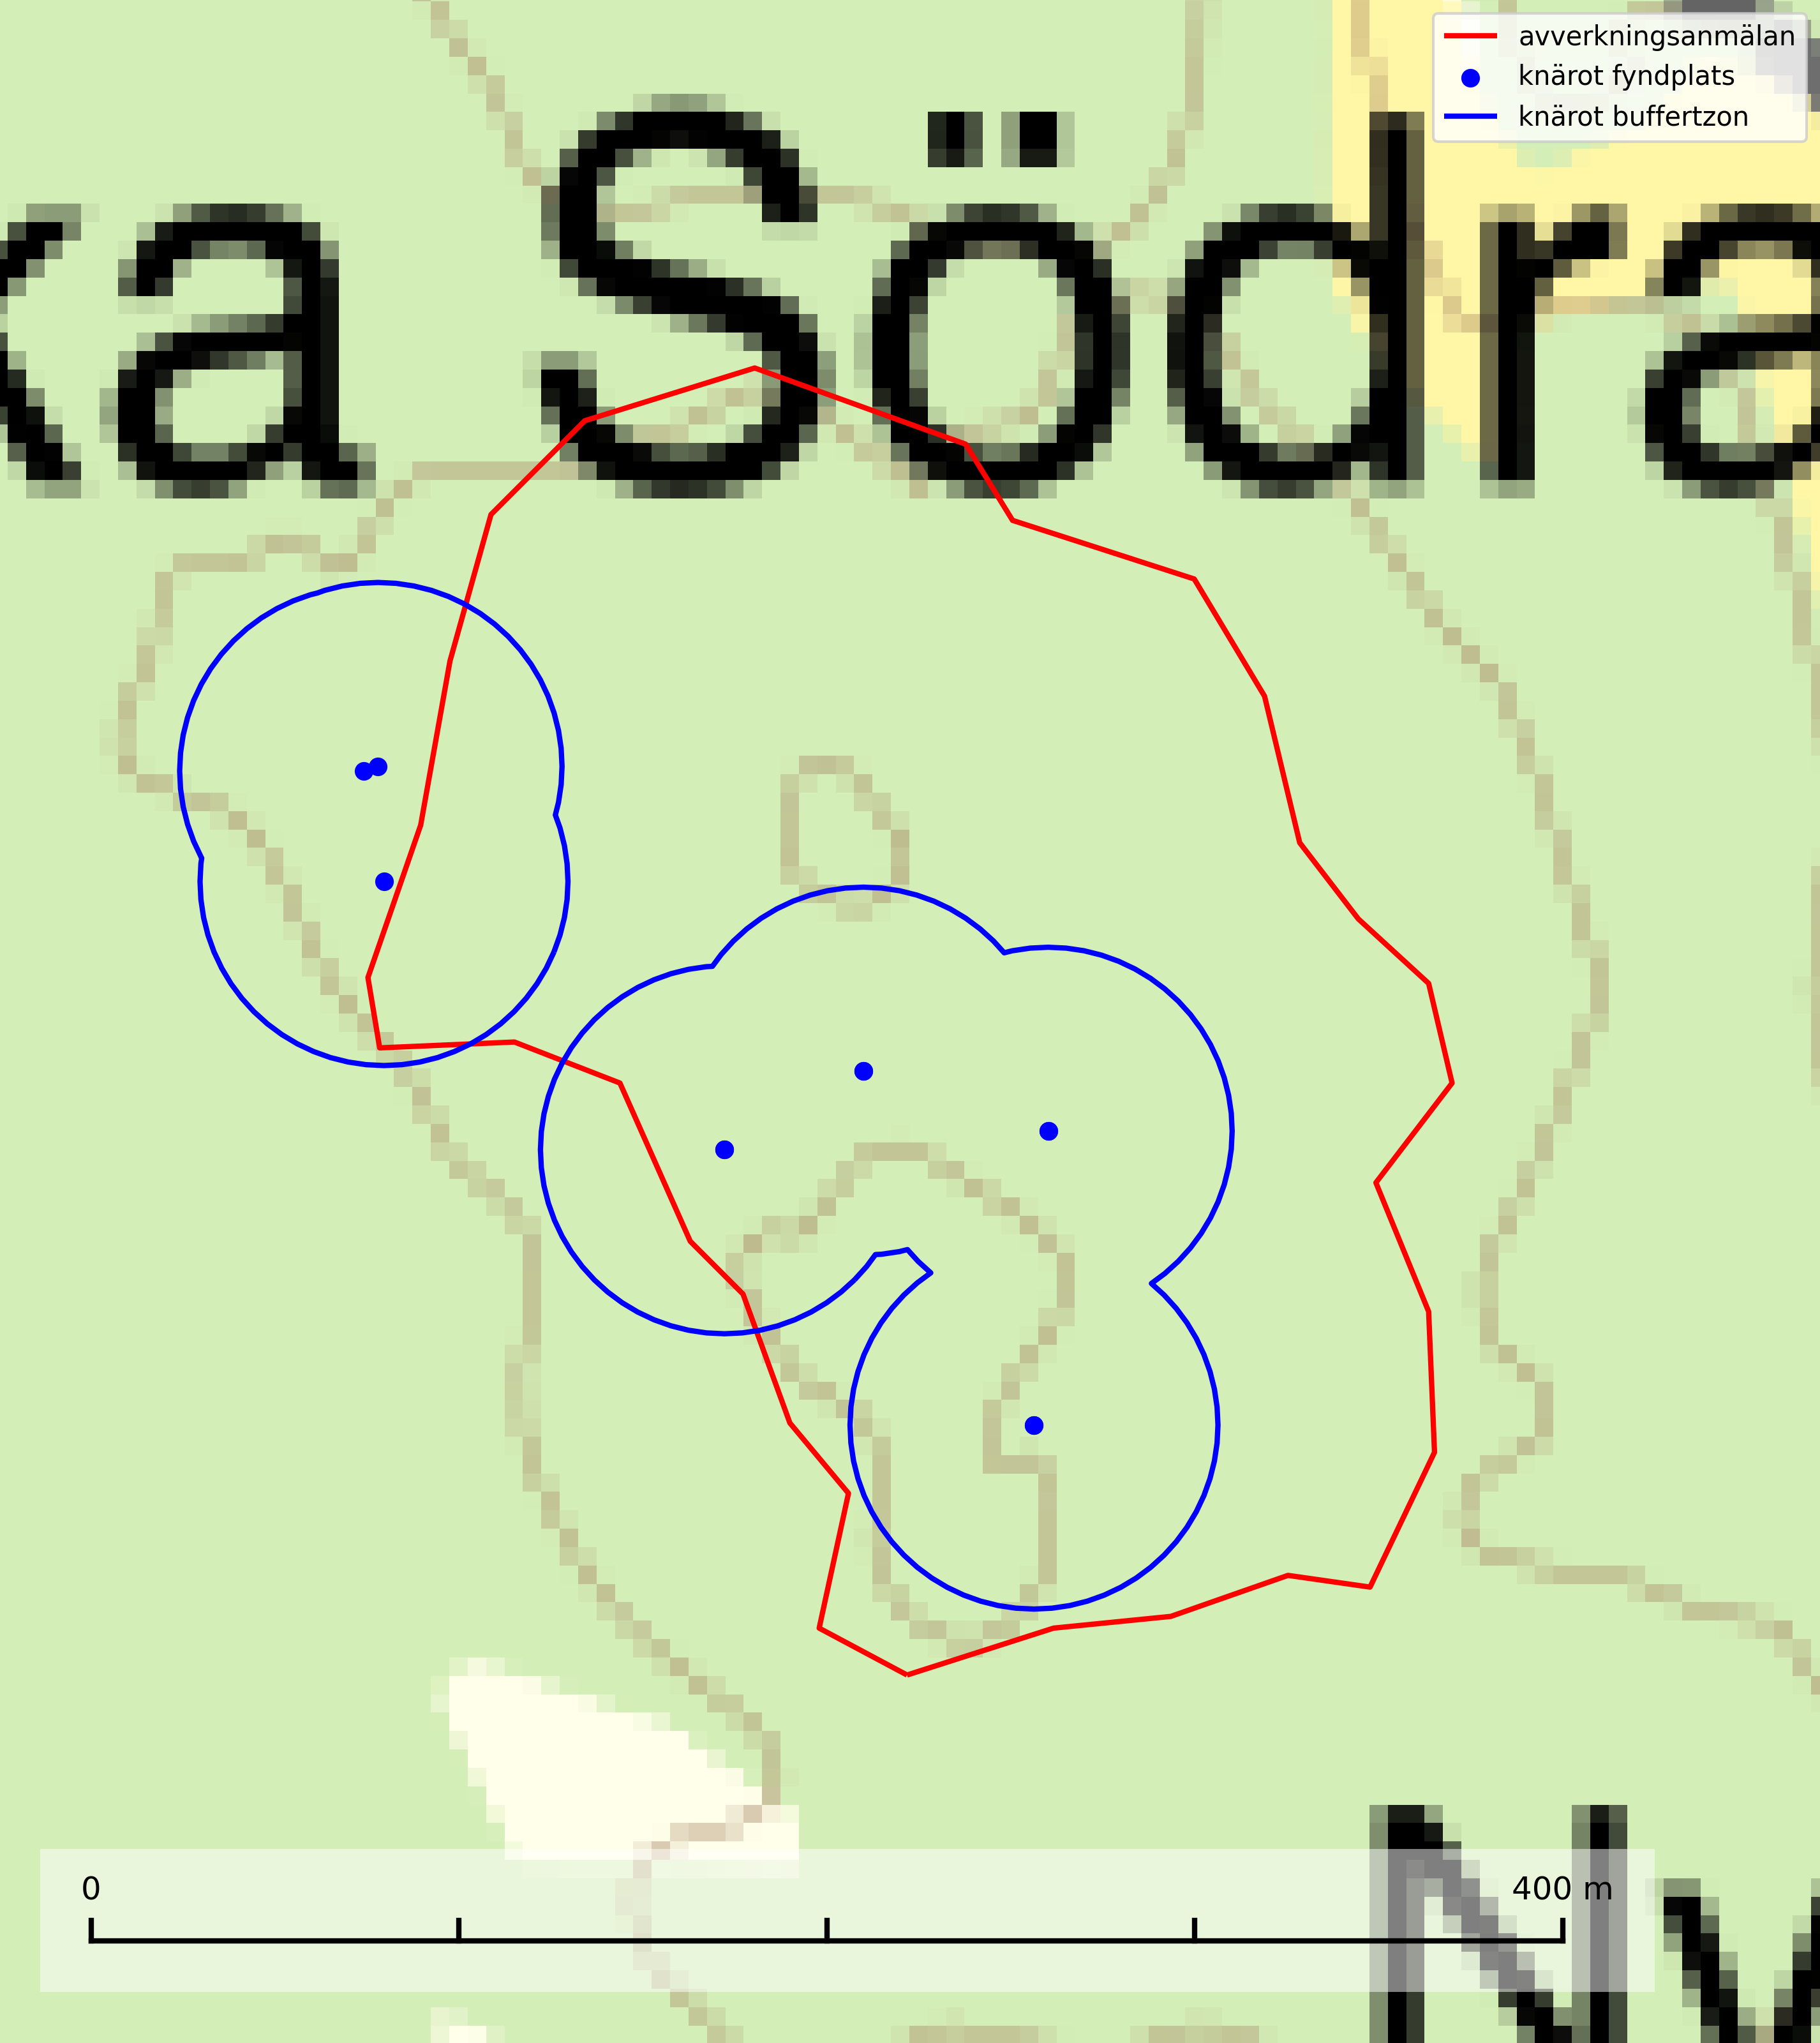 avverkningsanmälan
knärot fyndplats
knärot buffertzon
ka Södra
0 400 m